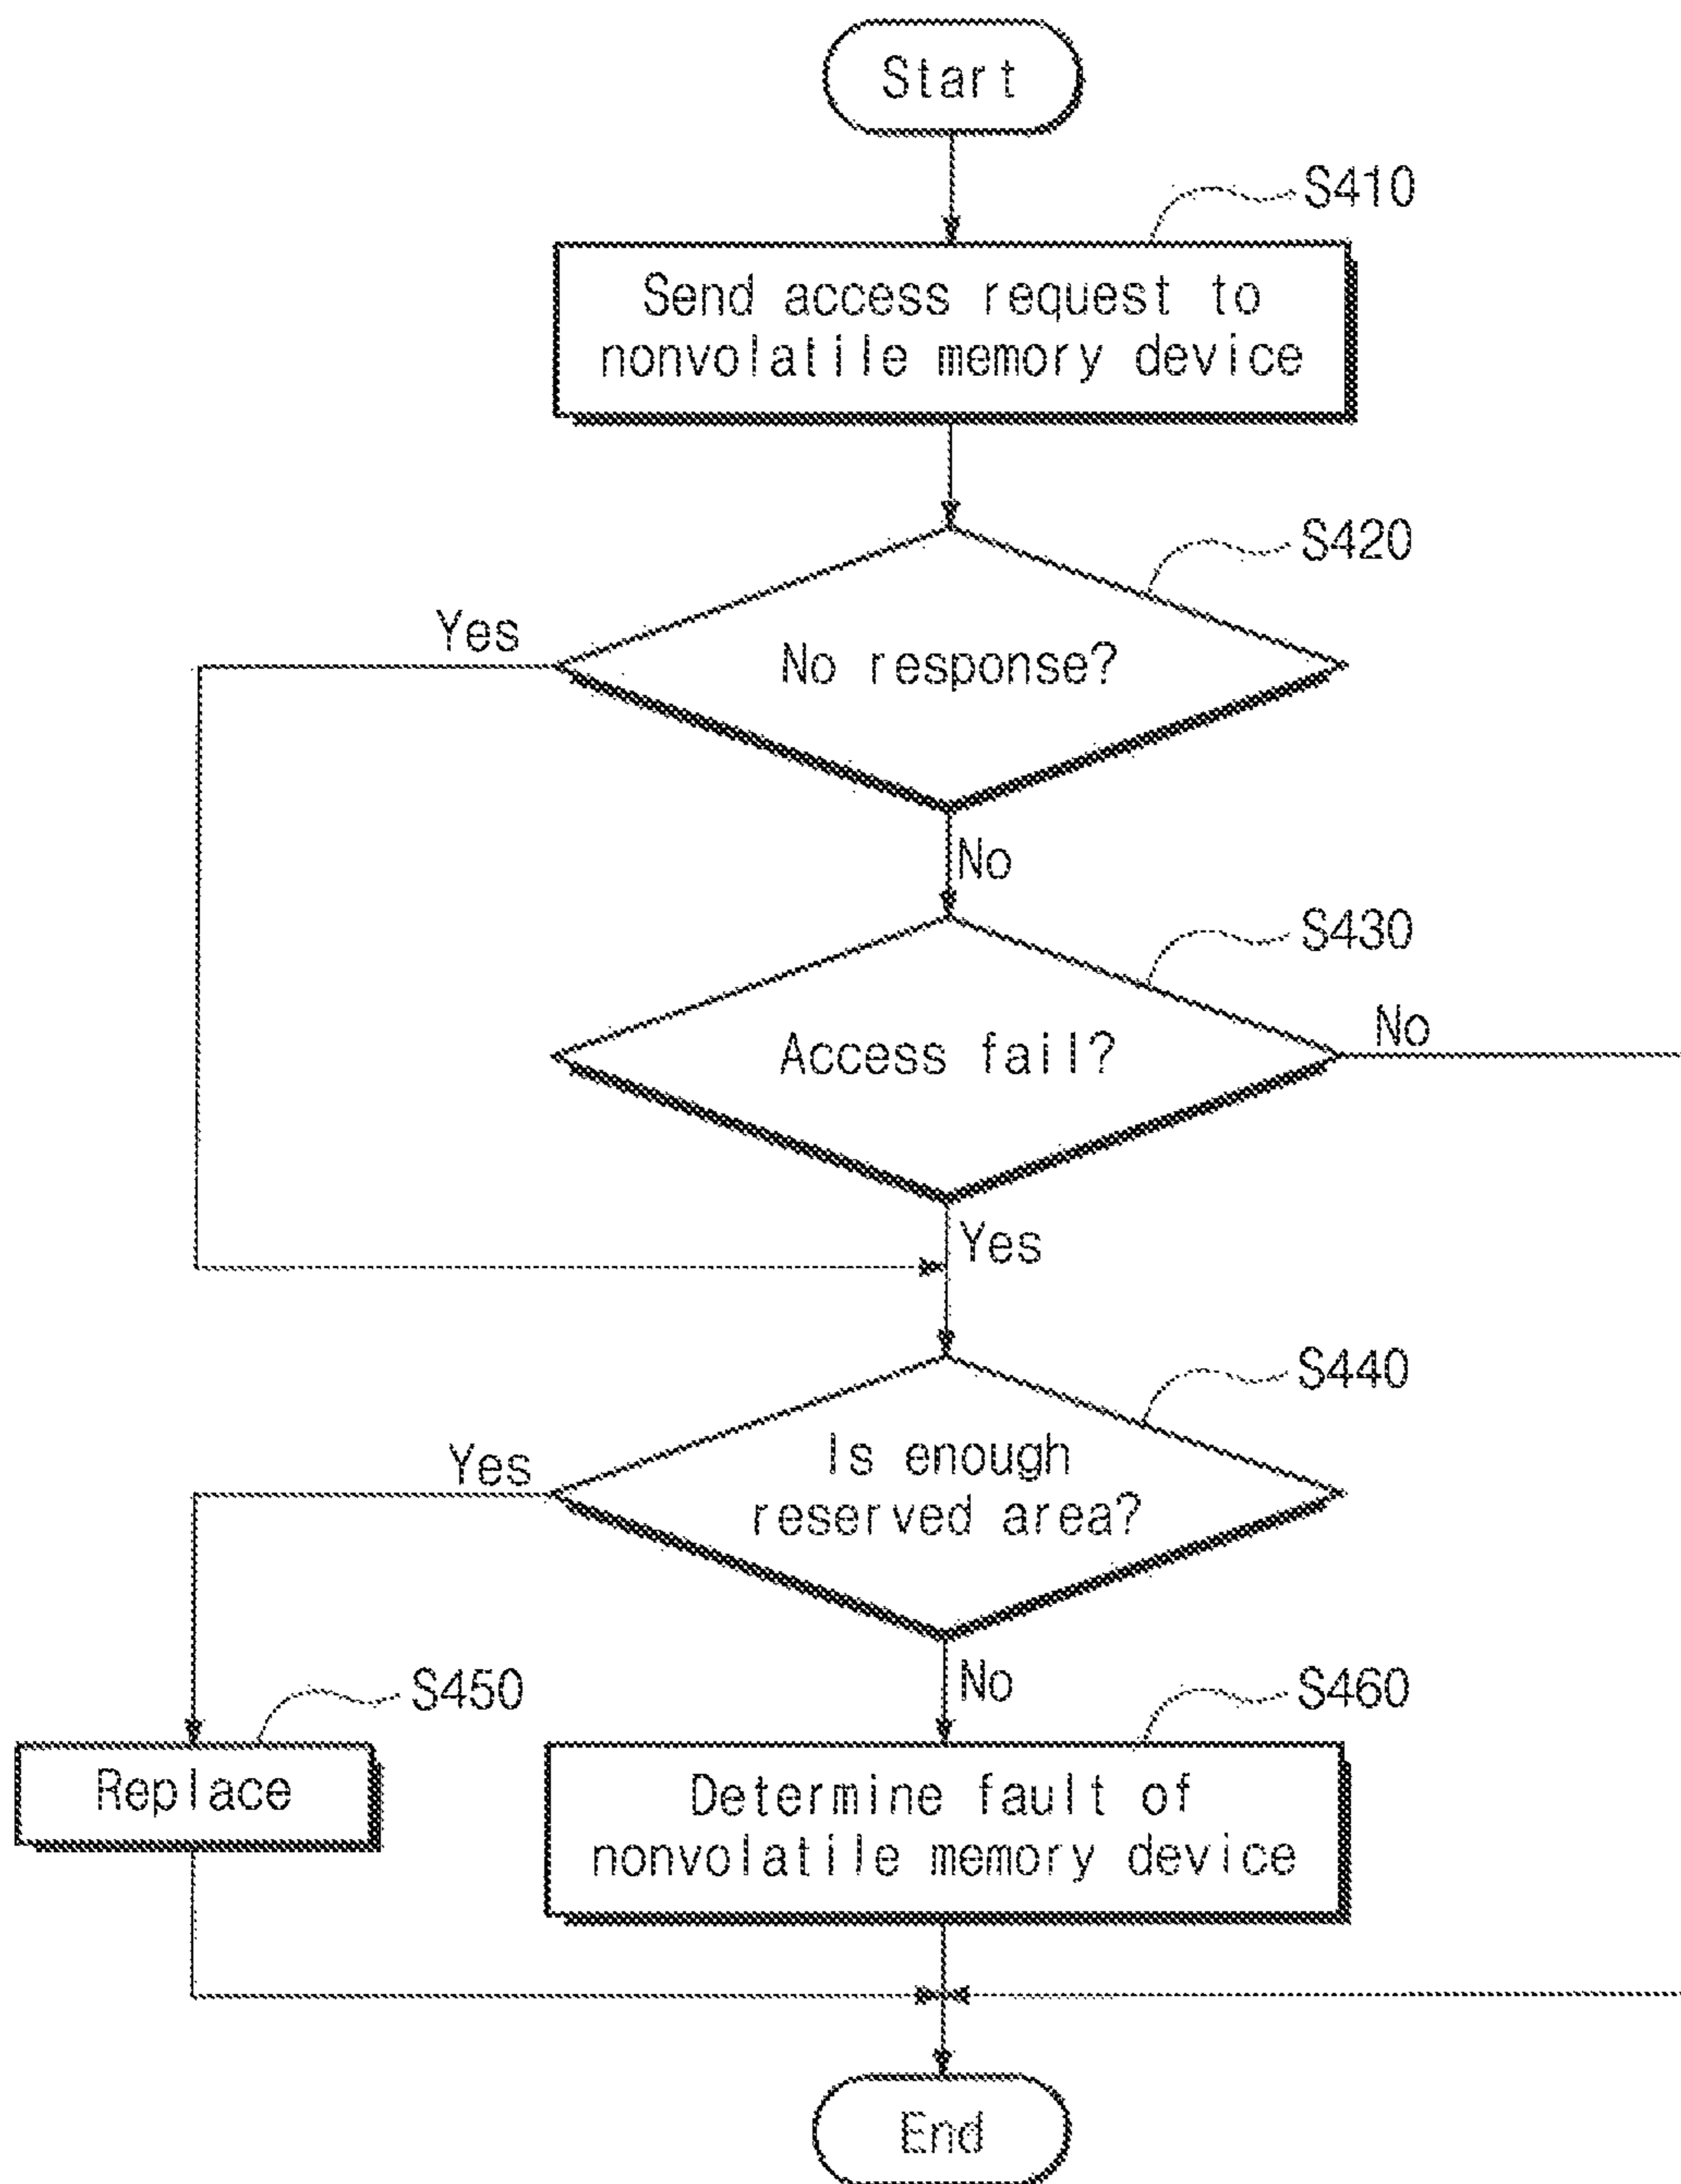 Start
S410
Send access request to
nonvolatile memory device
S420
Yes
No response?
No
S430
No
Access fail?
Yes
S440
Yes
Is enough
reserved area?
No
S450
S460
Replace
Determine fault of
nonvolatile memory device
End